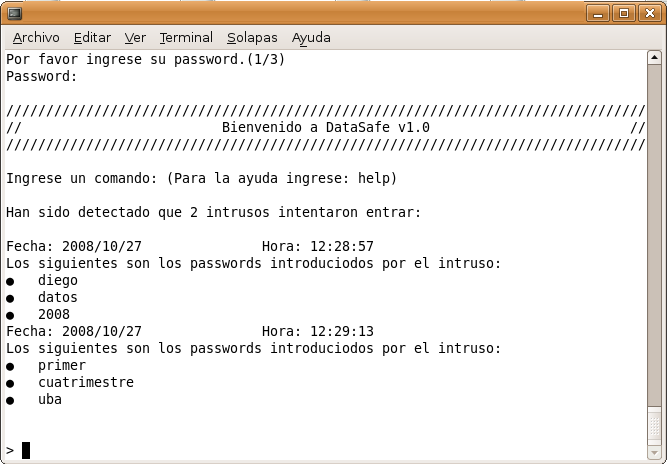 Archivo Editar Ver Terminal Solapas Ayuda
Por favor ingrese su password.(1/3)
Password:
////////////////////////////////////////////////////////////////////////////////
// Bienvenido a DataSafe v1.0 //
////////////////////////////////////////////////////////////////////////////////
Ingrese un comando: (Para la ayuda ingrese: help)
Han sido detectado que 2 intrusos intentaron entrar:
Fecha: 2008/10/27 Hora: 12:28:57
Los siguientes son los passwords introduciodos por el intruso:
● diego
● datos
● 2008
Fecha: 2008/10/27 Hora: 12:29:13
Los siguientes son los passwords introduciodos por el intruso:
● primer
● cuatrimestre
● uba
>